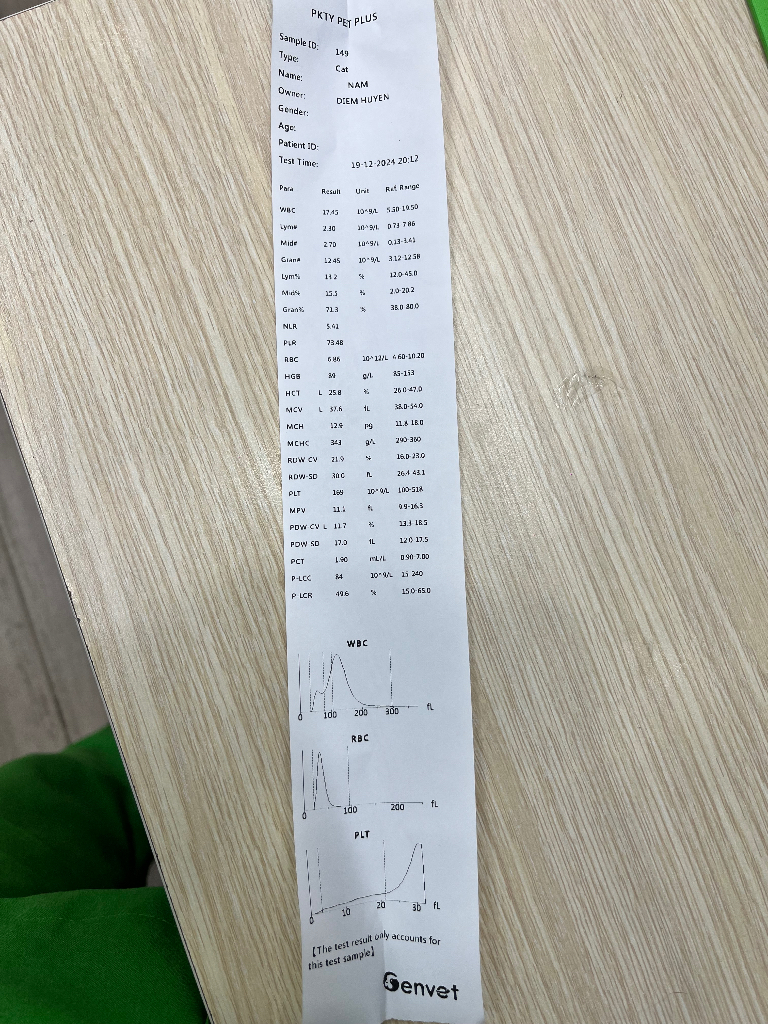 PKTY PET PLUS
Sample ID: 149
Type: Cat
Name: NAM
Owner: DIEM HUYEN
Gender:
Age:
Patient ID:
Test Time: 19-12-2024 20:12
Para Result Unit Ref. Range
WBC 17.45 10^9/L 5.50-19.50
Lym# 2.30 10^9/L 0.73-7.86
Mid# 2.70 10^9/L 0.13-3.41
Gran# 12.45 10^9/L 3.12-12.58
Lym% 13.2 % 12.0-45.0
Mid% 15.5 % 2.0-20.2
Gran% 71.3 % 38.0-80.0
NLR 5.41
PLR 73.48
RBC 6.86 10^12/L 4.60-10.20
HGB 89 g/L 85-153
HCT L 25.8 % 26.0-47.0
MCV L 37.6 fL 38.0-54.0
MCH 12.9 pg 11.8-18.0
MCHC 343 g/L 290-360
RDW-CV 21.9 % 16.0-23.0
RDW-SD 30.0 fL 26.4-43.1
PLT 169 10^9/L 100-518
MPV 11.1 fL 9.9-16.3
PDW-CV L 11.7 % 13.3-18.5
PDW-SD 17.0 fL 12.0-17.5
PCT 1.90 mL/L 0.90-7.00
P-LCC 84 10^9/L 15-240
P-LCR 49.6 % 15.0-65.0
WBC
0 100 200 300 fL
RBC
0 100 200 fL
PLT
0 10 20 30 fL
【The test result only accounts for
this test sample】
Genvet